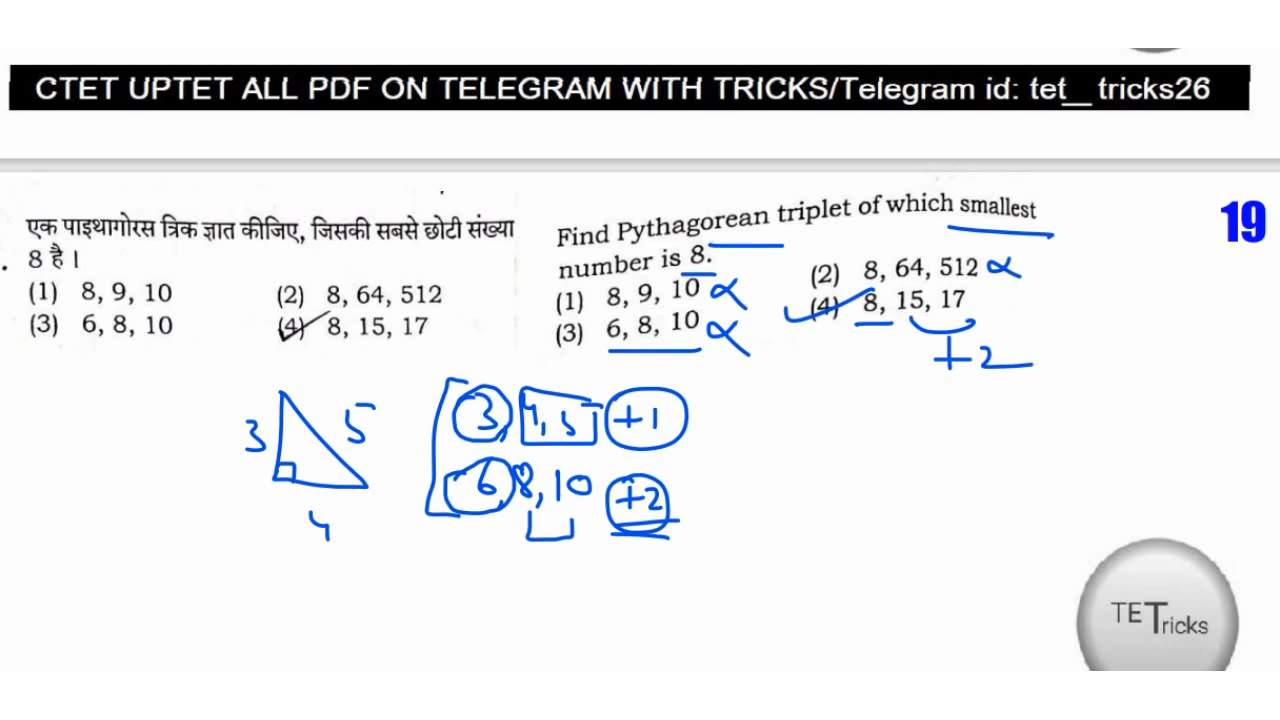 CTET UPTET ALL PDF ON TELEGRAM WITH TRICKS/Telegram id: tet__ tricks26
19
एक पाइथागोरस त्रिक ज्ञात कीजिए, जिसकी सबसे छोटी संख्या
8 है ।
(1) 8, 9, 10 (2) 8, 64, 512
(3) 6, 8, 10 (4) 8, 15, 17
Find Pythagorean triplet of which smallest
number is 8.
(1) 8, 9, 10 (2) 8, 64, 512
(3) 6, 8, 10 (4) 8, 15, 17
+2
3 5
4
3, 4, 5 +1
6 8, 10 +2
TETricks